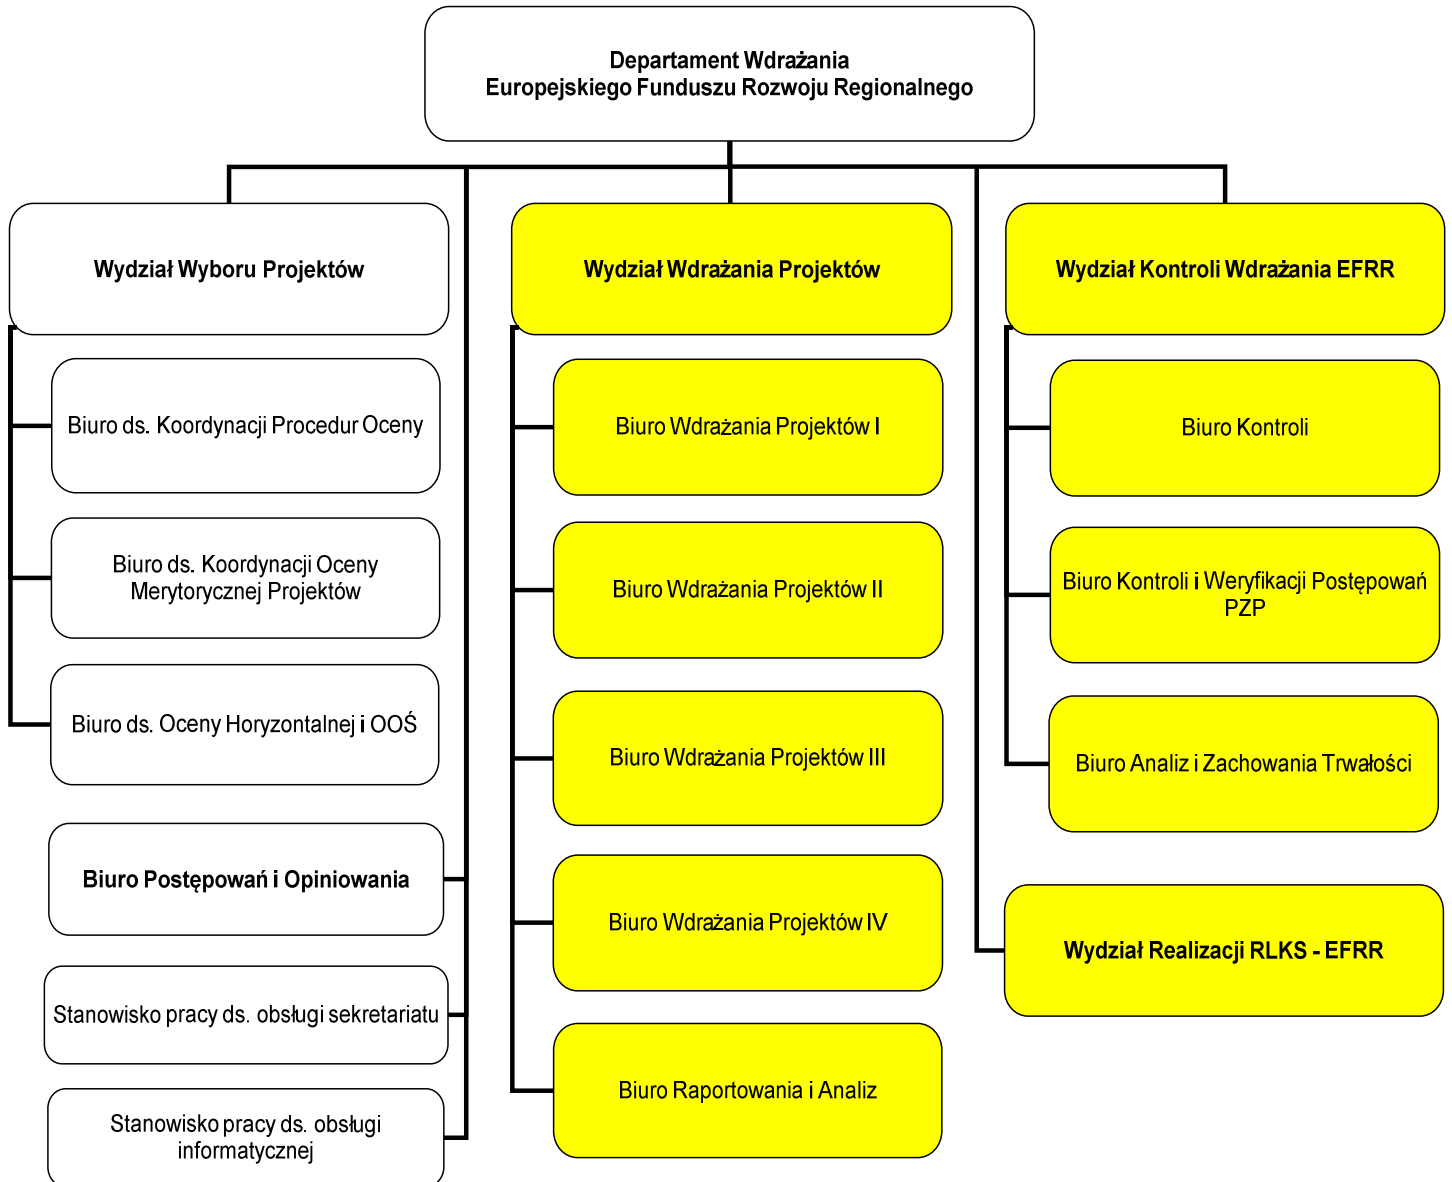 Departament Wdrażania
Europejskiego Funduszu Rozwoju Regionalnego
Wydział Wyboru Projektów
Biuro ds. Koordynacji Procedur Oceny
Biuro ds. Koordynacji Oceny
Merytorycznej Projektów
Biuro ds. Oceny Horyzontalnej i OOŚ
Biuro Postępowań i Opiniowania
Stanowisko pracy ds. obsługi sekretariatu
Stanowisko pracy ds. obsługi
informatycznej
Wydział Wdrażania Projektów
Biuro Wdrażania Projektów I
Biuro Wdrażania Projektów II
Biuro Wdrażania Projektów III
Biuro Wdrażania Projektów IV
Biuro Raportowania i Analiz
Wydział Kontroli Wdrażania EFRR
Biuro Kontroli
Biuro Kontroli i Weryfikacji Postępowań
PZP
Biuro Analiz i Zachowania Trwałości
Wydział Realizacji RLKS - EFRR